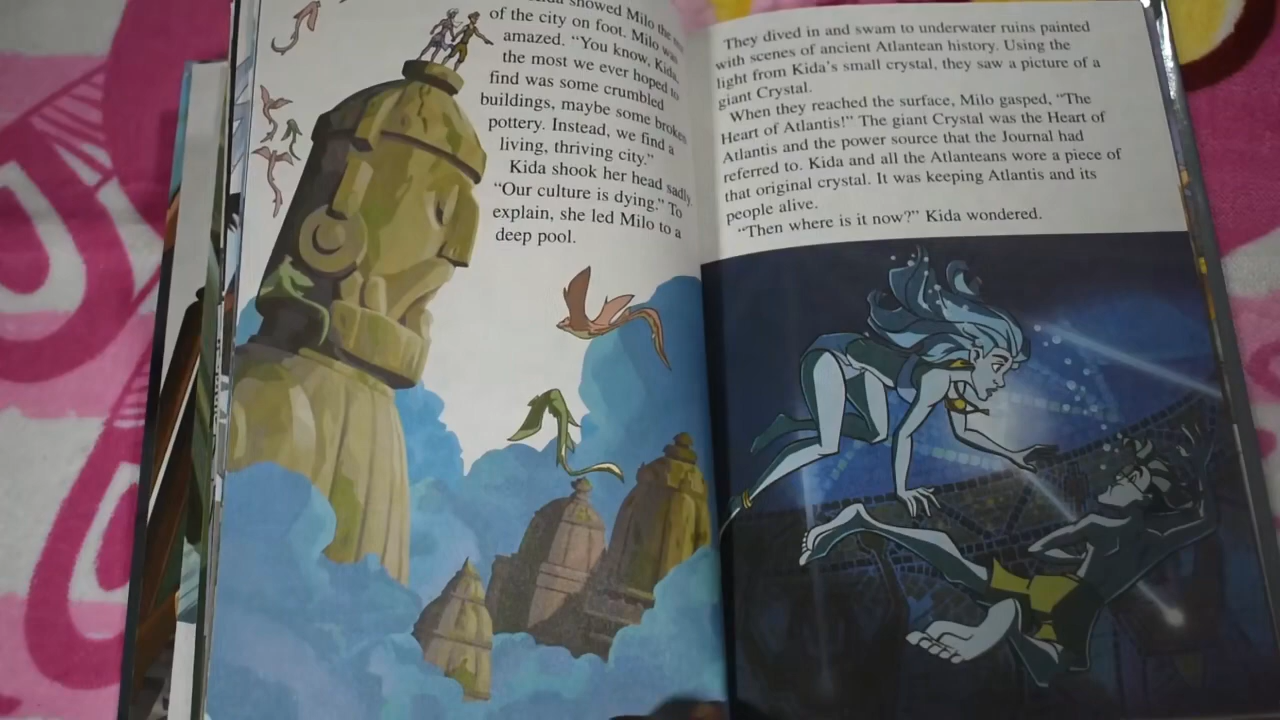 showed Milo the
of the city on foot. Milo was
amazed. “You know, Kida,
the most we ever hoped to
find was some crumbled
buildings, maybe some broken
pottery. Instead, we find a
living, thriving city.”
Kida shook her head sadly.
“Our culture is dying.” To
explain, she led Milo to a
deep pool.
They dived in and swam to underwater ruins painted
with scenes of ancient Atlantean history. Using the
light from Kida’s small crystal, they saw a picture of a
giant Crystal.
When they reached the surface, Milo gasped, “The
Heart of Atlantis!” The giant Crystal was the Heart of
Atlantis and the power source that the Journal had
referred to. Kida and all the Atlanteans wore a piece of
that original crystal. It was keeping Atlantis and its
people alive.
“Then where is it now?” Kida wondered.